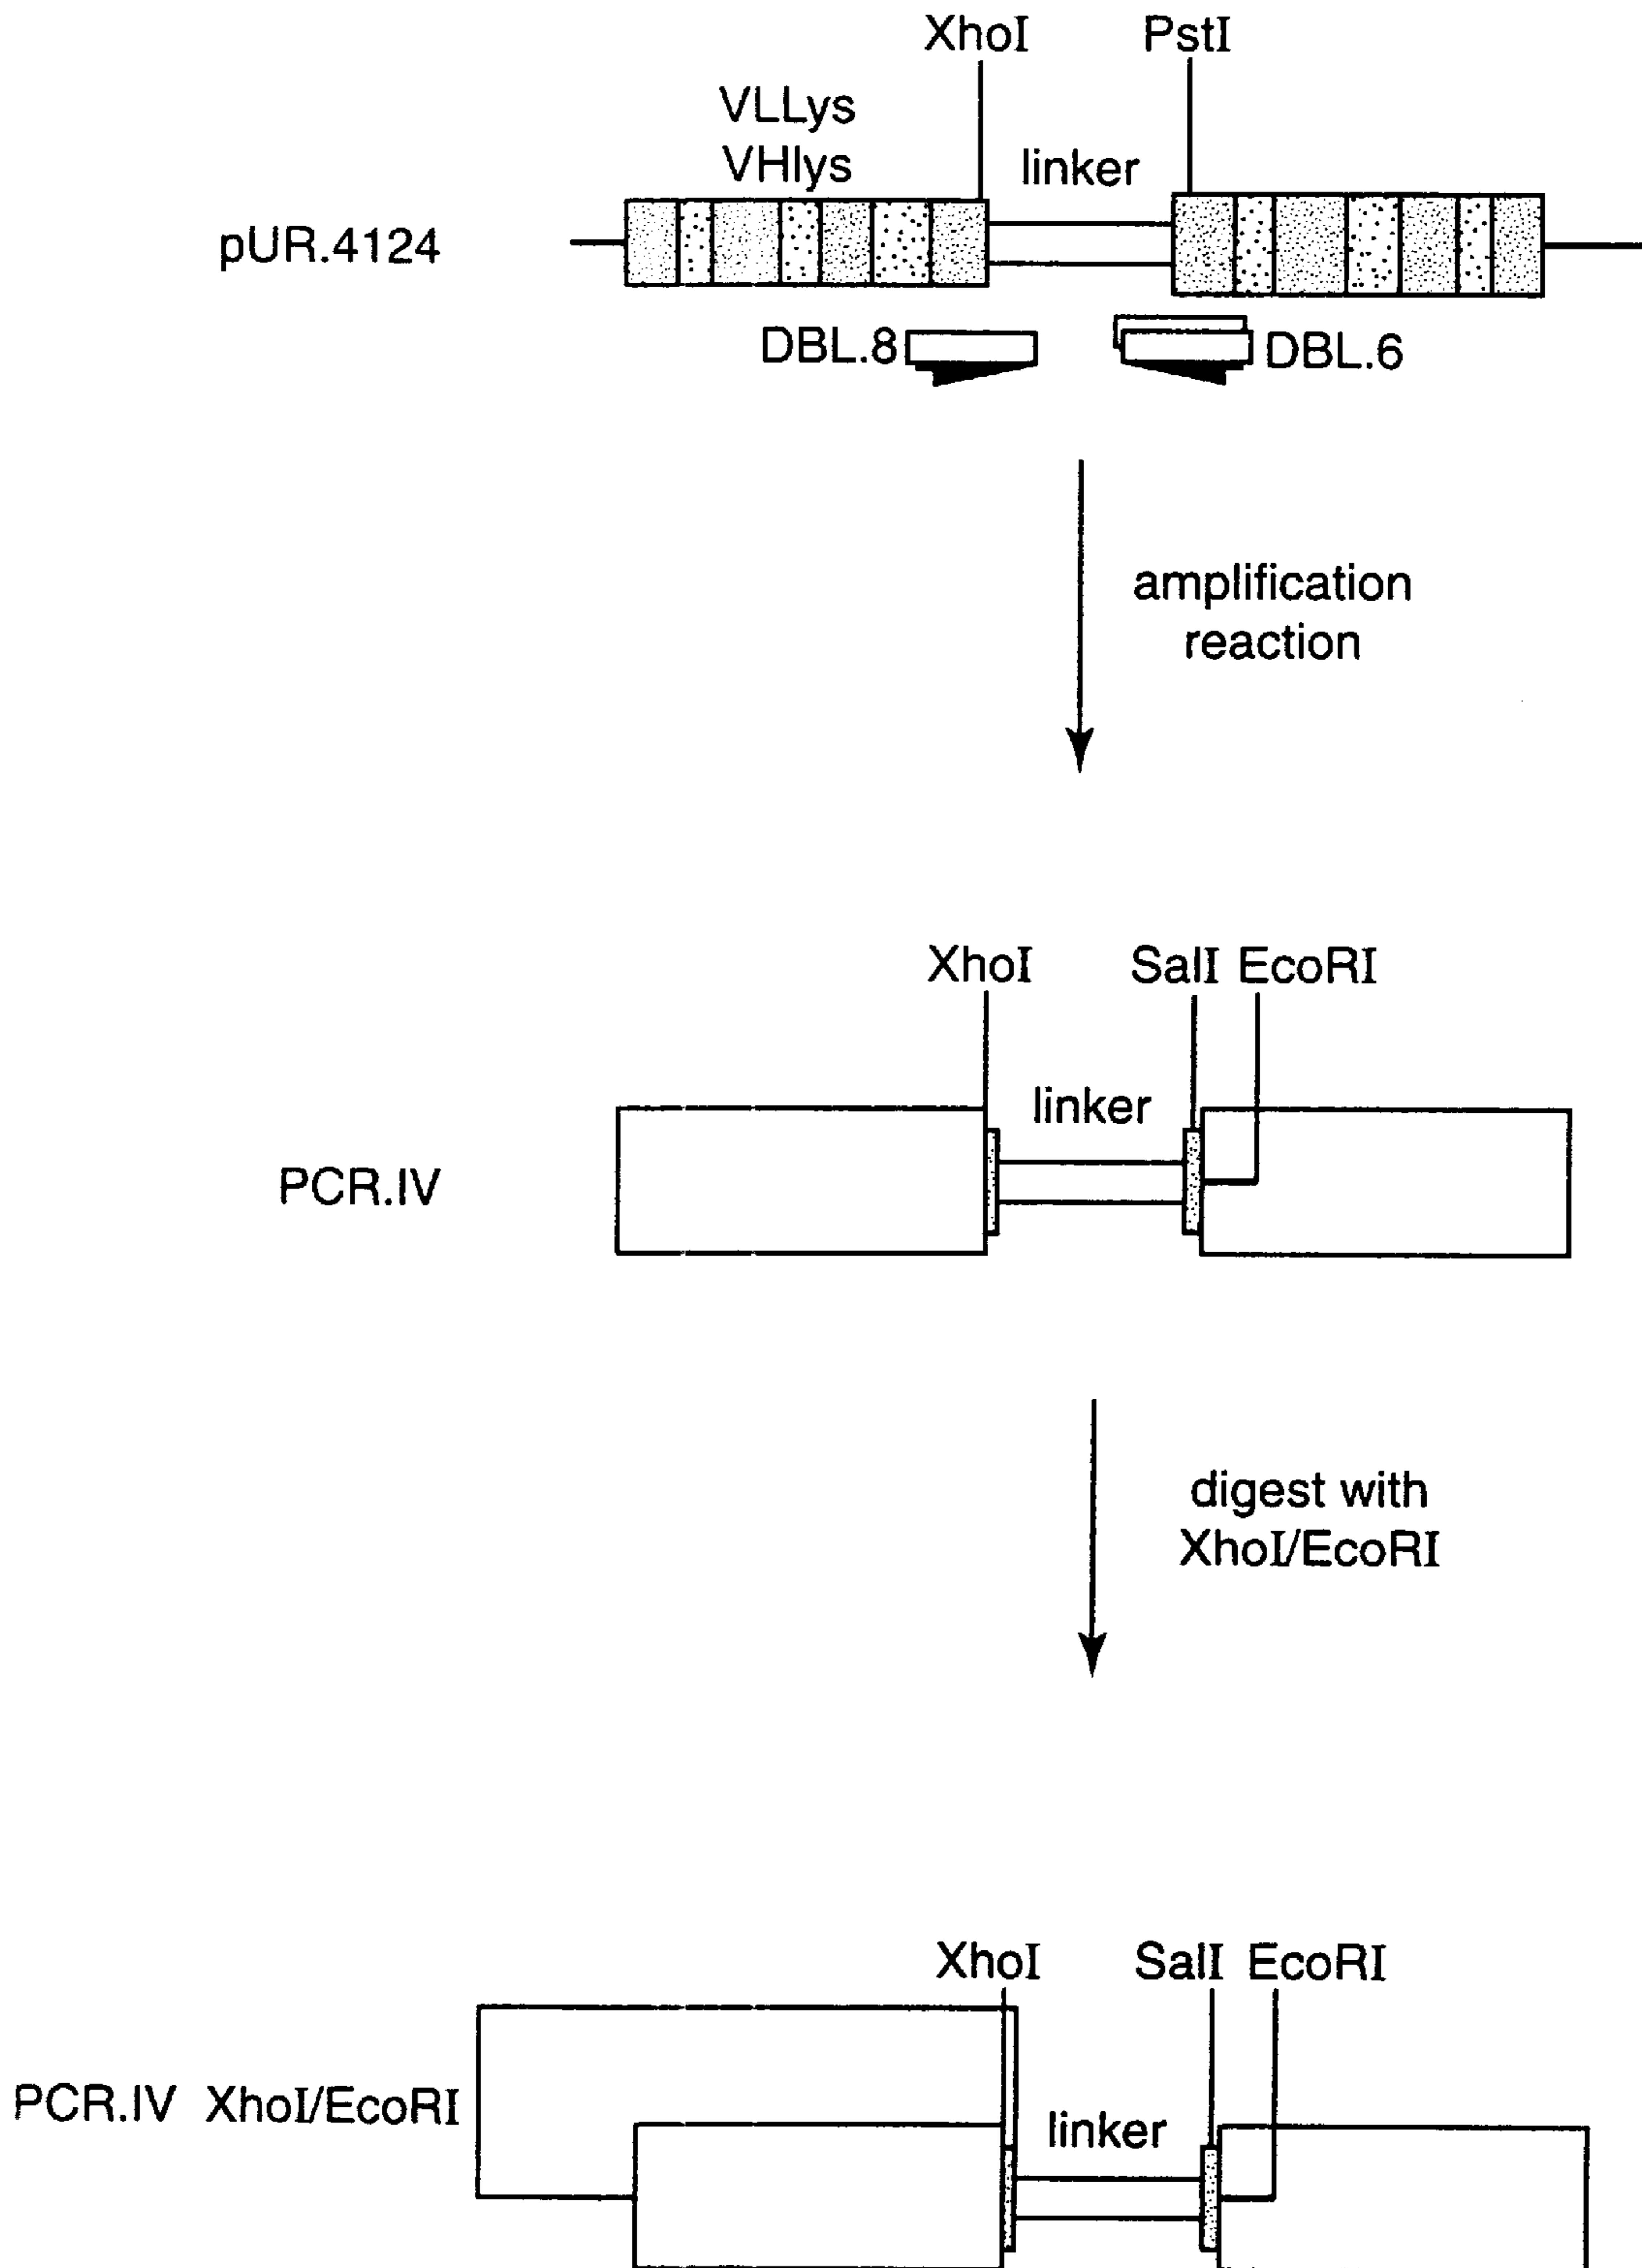 XhoI PstI
VLLys
VHlys
linker
pUR.4124
DBL.8
DBL.6
amplification
reaction
XhoI SalI EcoRI
linker
PCR.IV
digest with
XhoI/EcoRI
XhoI SalI EcoRI
PCR.IV XhoI/EcoRI
linker